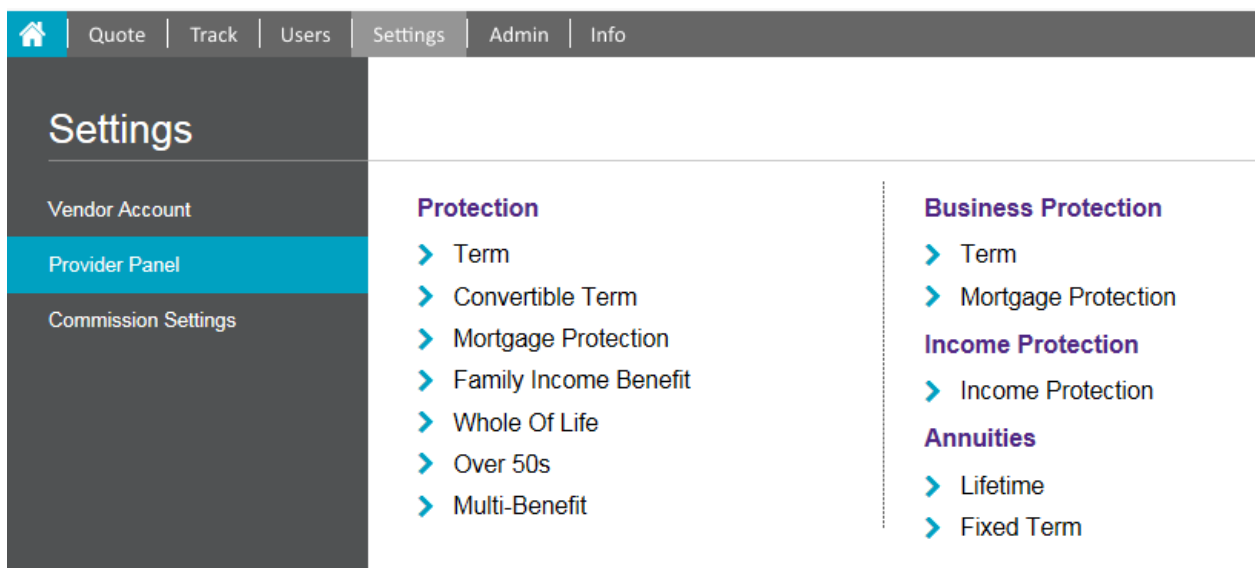 Quote Track Users Settings Admin Info
Settings
Vendor Account
Provider Panel
Commission Settings
Protection
Term
Convertible Term
Mortgage Protection
Family Income Benefit
Whole Of Life
Over 50s
Multi-Benefit
Business Protection
Term
Mortgage Protection
Income Protection
Income Protection
Annuities
Lifetime
Fixed Term